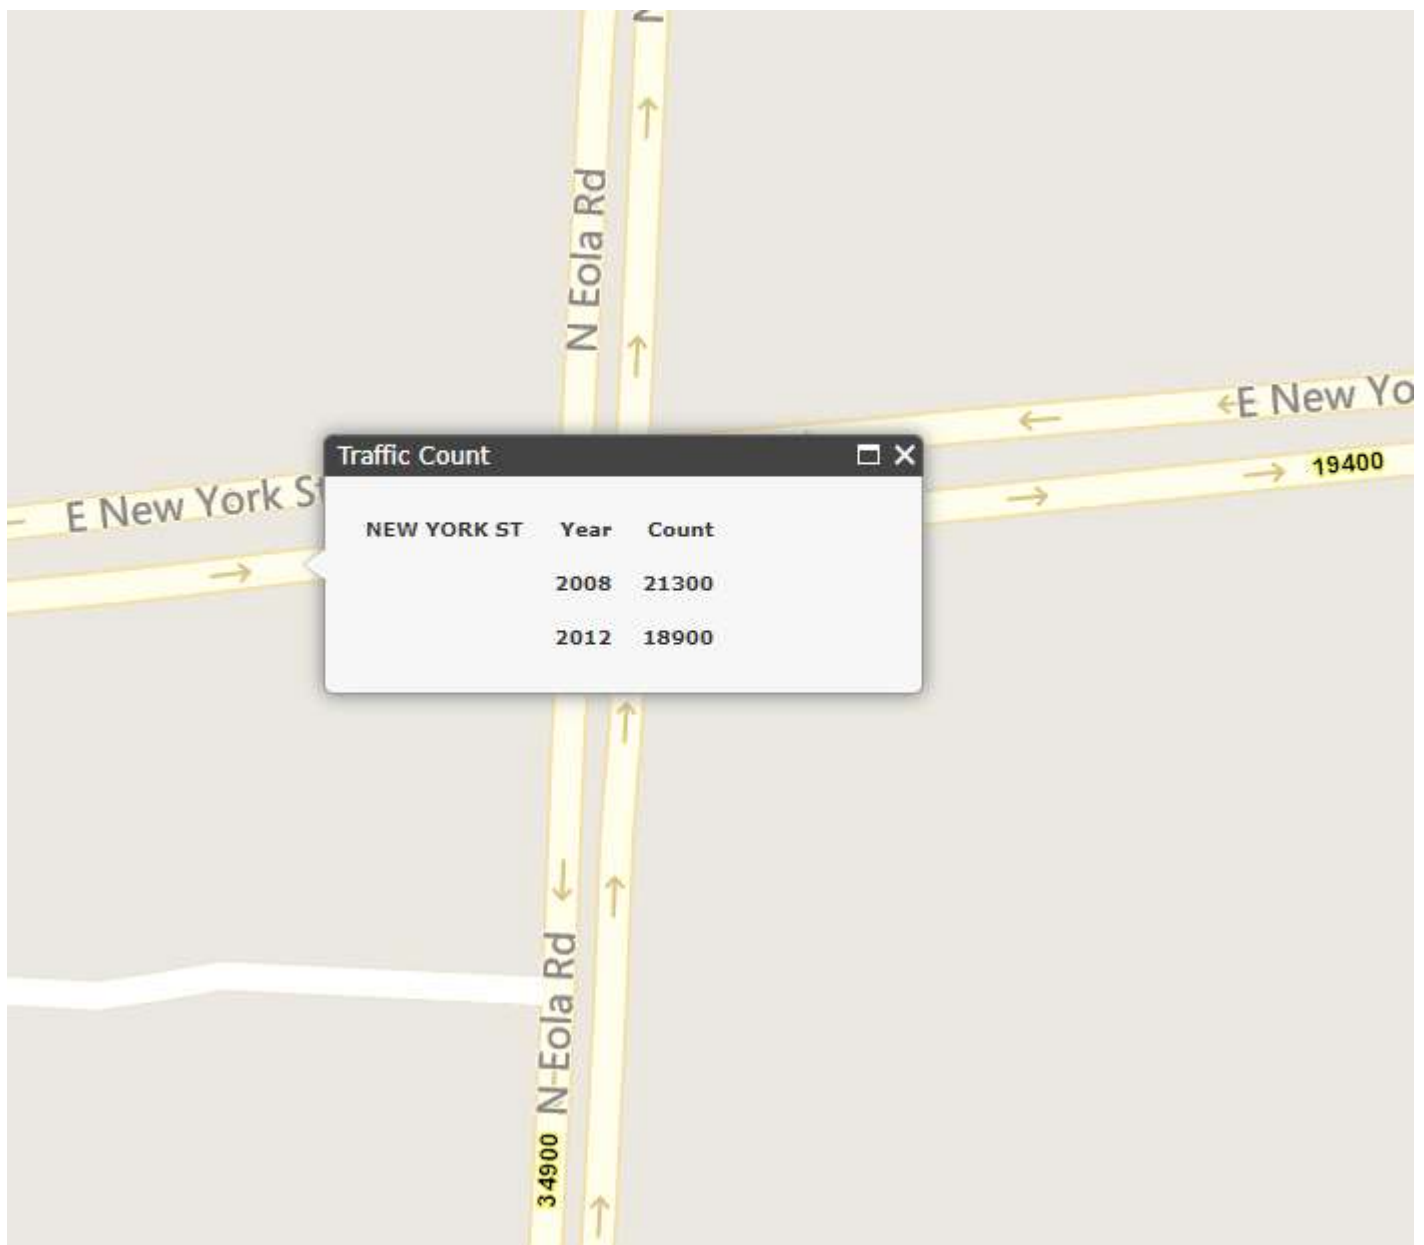 N Eola Rd
E New Yo
19400
E New York St
Traffic Count
NEW YORK ST Year Count
2008 21300
2012 18900
N Eola Rd
34900